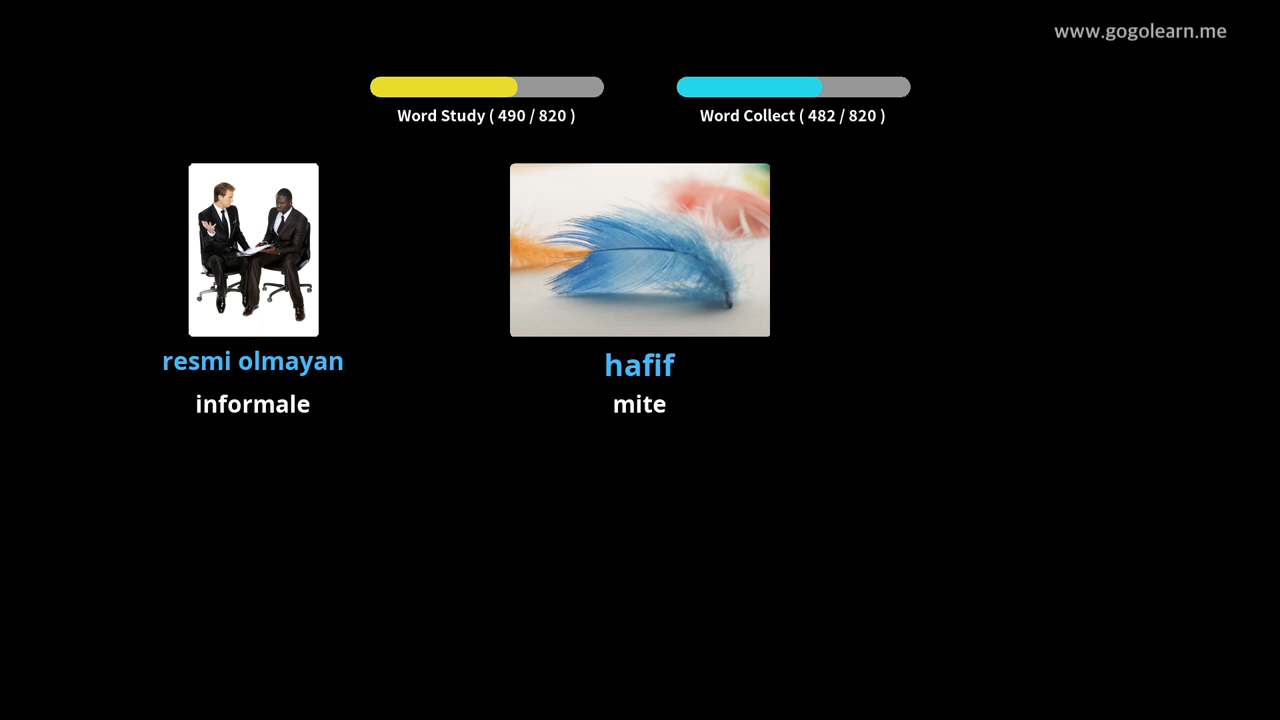 www.gogolearn.me
Word Study ( 490 / 820 )
Word Collect ( 482 / 820 )
resmi olmayan
informale
hafif
mite